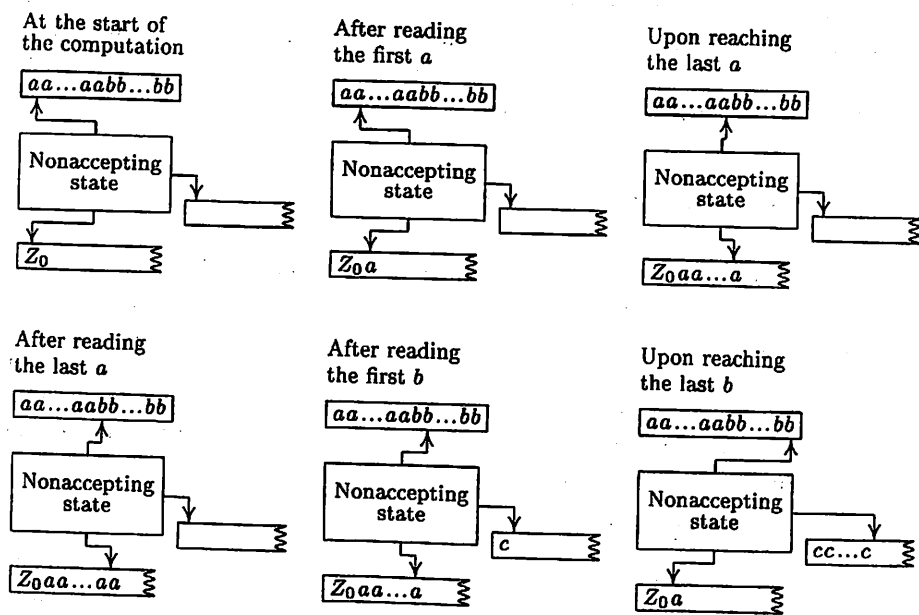 At the start of
the computation
aa...aabb...bb
Nonaccepting
state
Z₀
After reading
the first a
aa...aabb...bb
Nonaccepting
state
Z₀a
Upon reaching
the last a
aa...aabb...bb
Nonaccepting
state
Z₀aa...a
After reading
the last a
aa...aabb...bb
Nonaccepting
state
Z₀aa...aa
After reading
the first b
aa...aabb...bb
Nonaccepting
state
c
Z₀aa...a
Upon reaching
the last b
aa...aabb...bb
Nonaccepting
state
cc...c
Z₀a